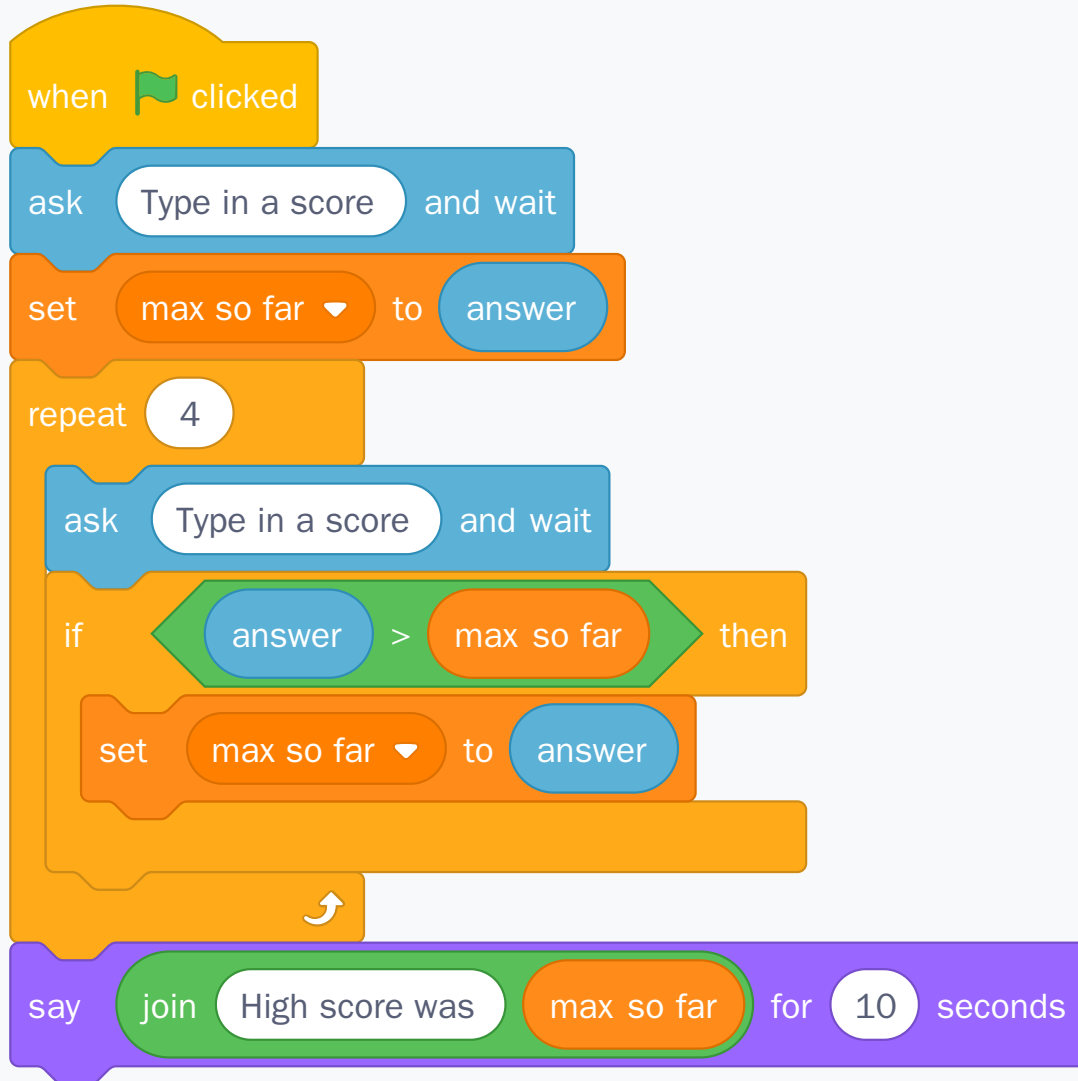 when clicked
ask Type in a score and wait
set max so far to answer
repeat 4
ask Type in a score and wait
if answer > max so far then
set max so far to answer
say join High score was max so far for 10 seconds